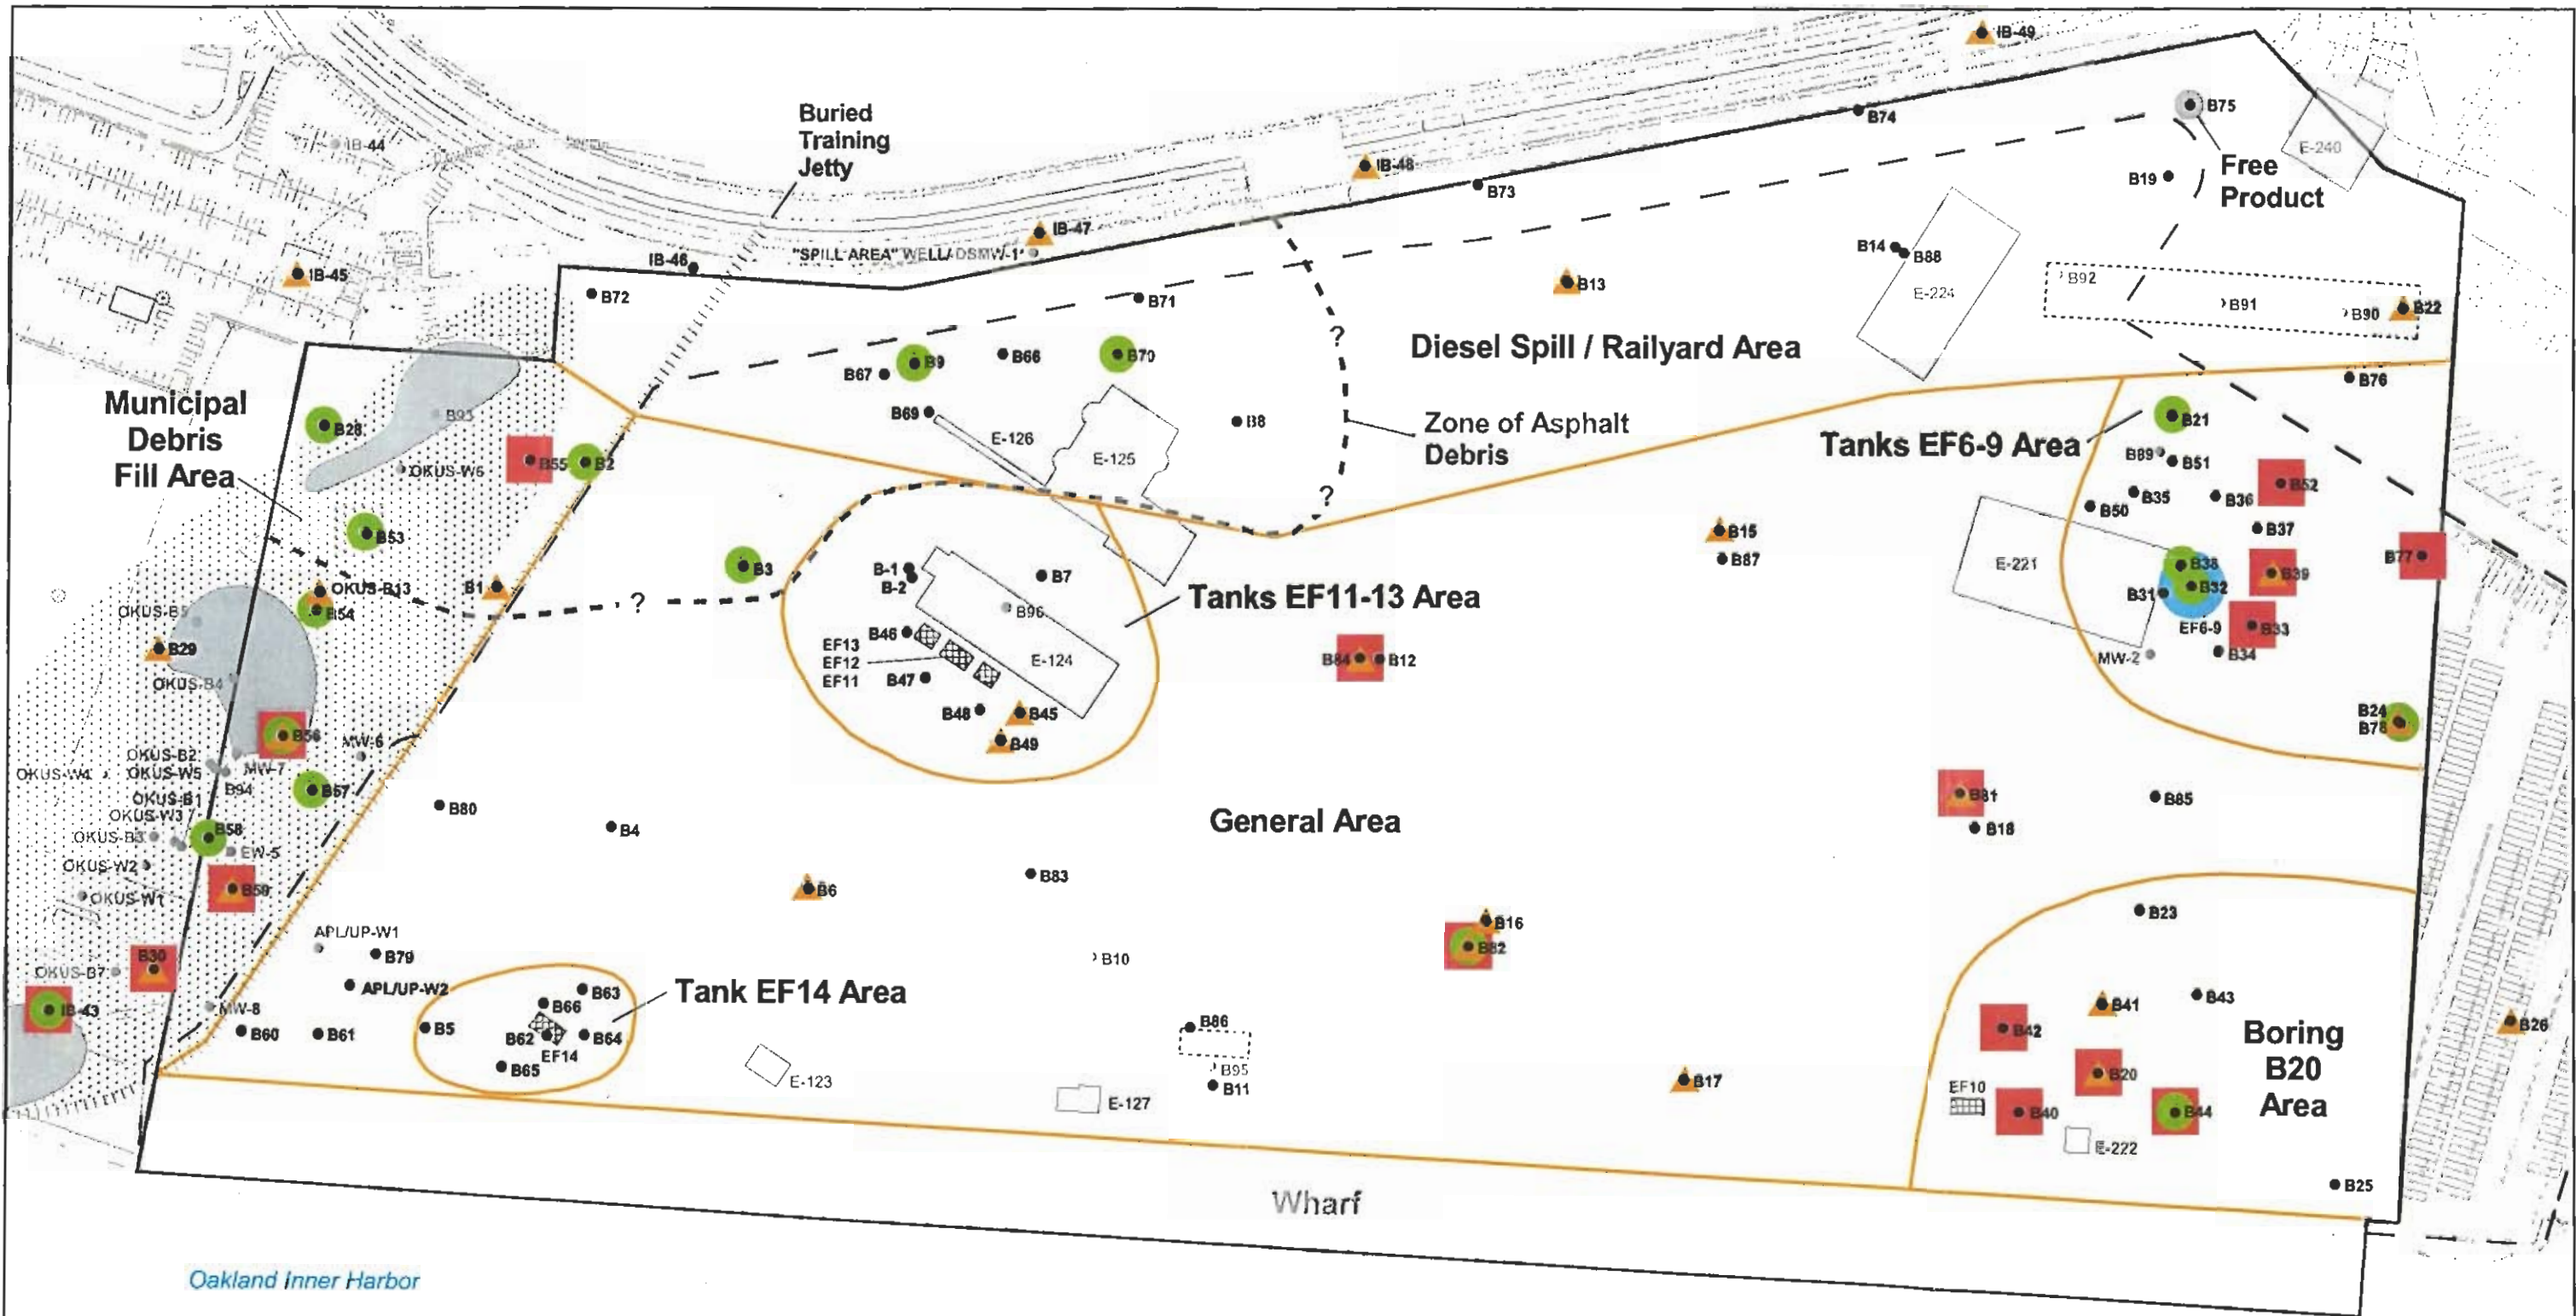 IB-49
Buried
Training
Jetty
B75
B74
IB-44
E-240
IB-48
Free
Product
B19
B73
IB-47
"SPILL AREA" WELL/ DSMW-1
IB-46
IB-45
B14
B88
B72
B71
B13
E-224
B92
B91
B90
B22
Diesel Spill / Railyard Area
B67
B9
B66
B70
B76
Municipal
Debris
Fill Area
B28
B93
B69
B8
?
Zone of Asphalt
Debris
E-126
E-125
Tanks EF6-9 Area
B21
OKUS-W6
B55
B2
B89
B51
B52
B35
B36
B50
?
B53
B15
B87
B37
B77
E-221
B3
B-1
B-2
B7
B38
B39
B32
B31
OKUS-B13
B1
?
Tanks EF11-13 Area
OKUS-B5
B54
B96
EF6-9
B33
B29
B46
EF13
EF12
EF11
E-124
B84
B12
MW-2
B34
OKUS-B4
B47
B48
B45
B49
B24
B78
B56
MW-6
OKUS-B2
OKUS-W4
OKUS-W5
MW-7
B94
B57
OKUS-B1
OKUS-W3
B80
B4
General Area
B81
B85
B18
OKUS-B3
B58
EW-5
OKUS-W2
B59
OKUS-W1
B6
B83
B16
B82
B23
APL/UP-W1
B79
B10
B30
OKUS-B7
APL/UP-W2
Tank EF14 Area
B63
B66
B41
B43
IB-43
MW-8
B60
B61
B5
B62
B64
EF14
B65
B86
B42
Boring
B20
Area
B26
E-123
B95
B11
B17
B20
EF10
B40
B44
E-127
E-222
B25
Wharf
Oakland Inner Harbor